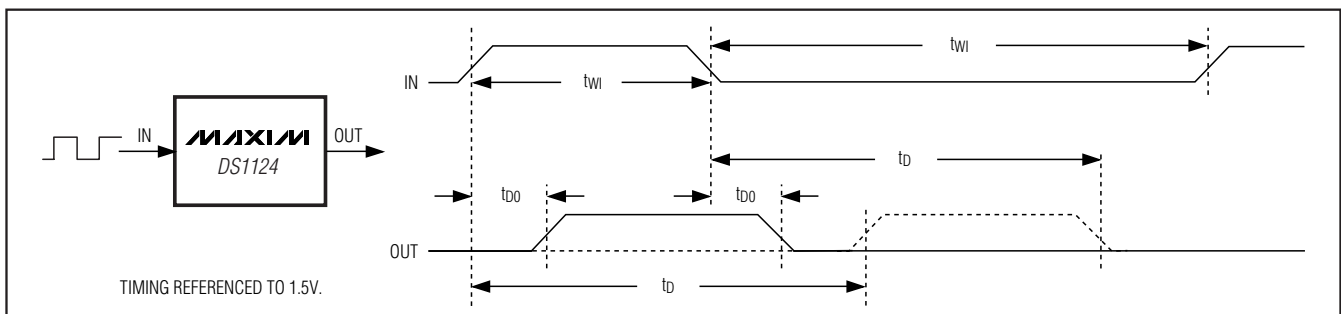 IN
tWI
tWI
IN
MAXIM
OUT
DS1124
tD
tD0
tD0
OUT
TIMING REFERENCED TO 1.5V.
tD